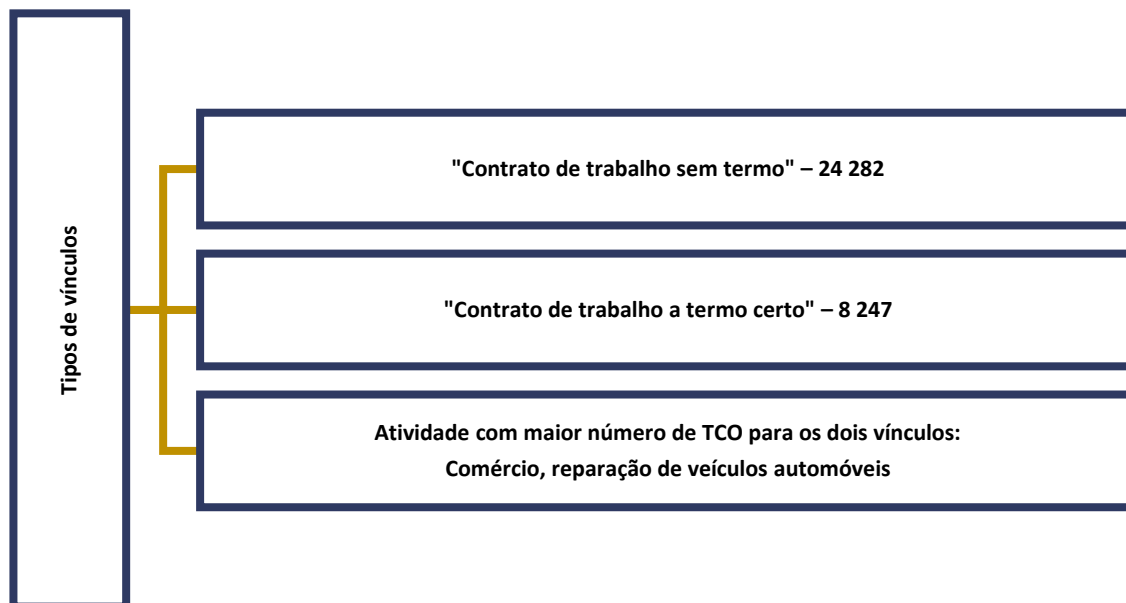 Tipos de vínculos
"Contrato de trabalho sem termo" – 24 282
"Contrato de trabalho a termo certo" – 8 247
Atividade com maior número de TCO para os dois vínculos:
Comércio, reparação de veículos automóveis